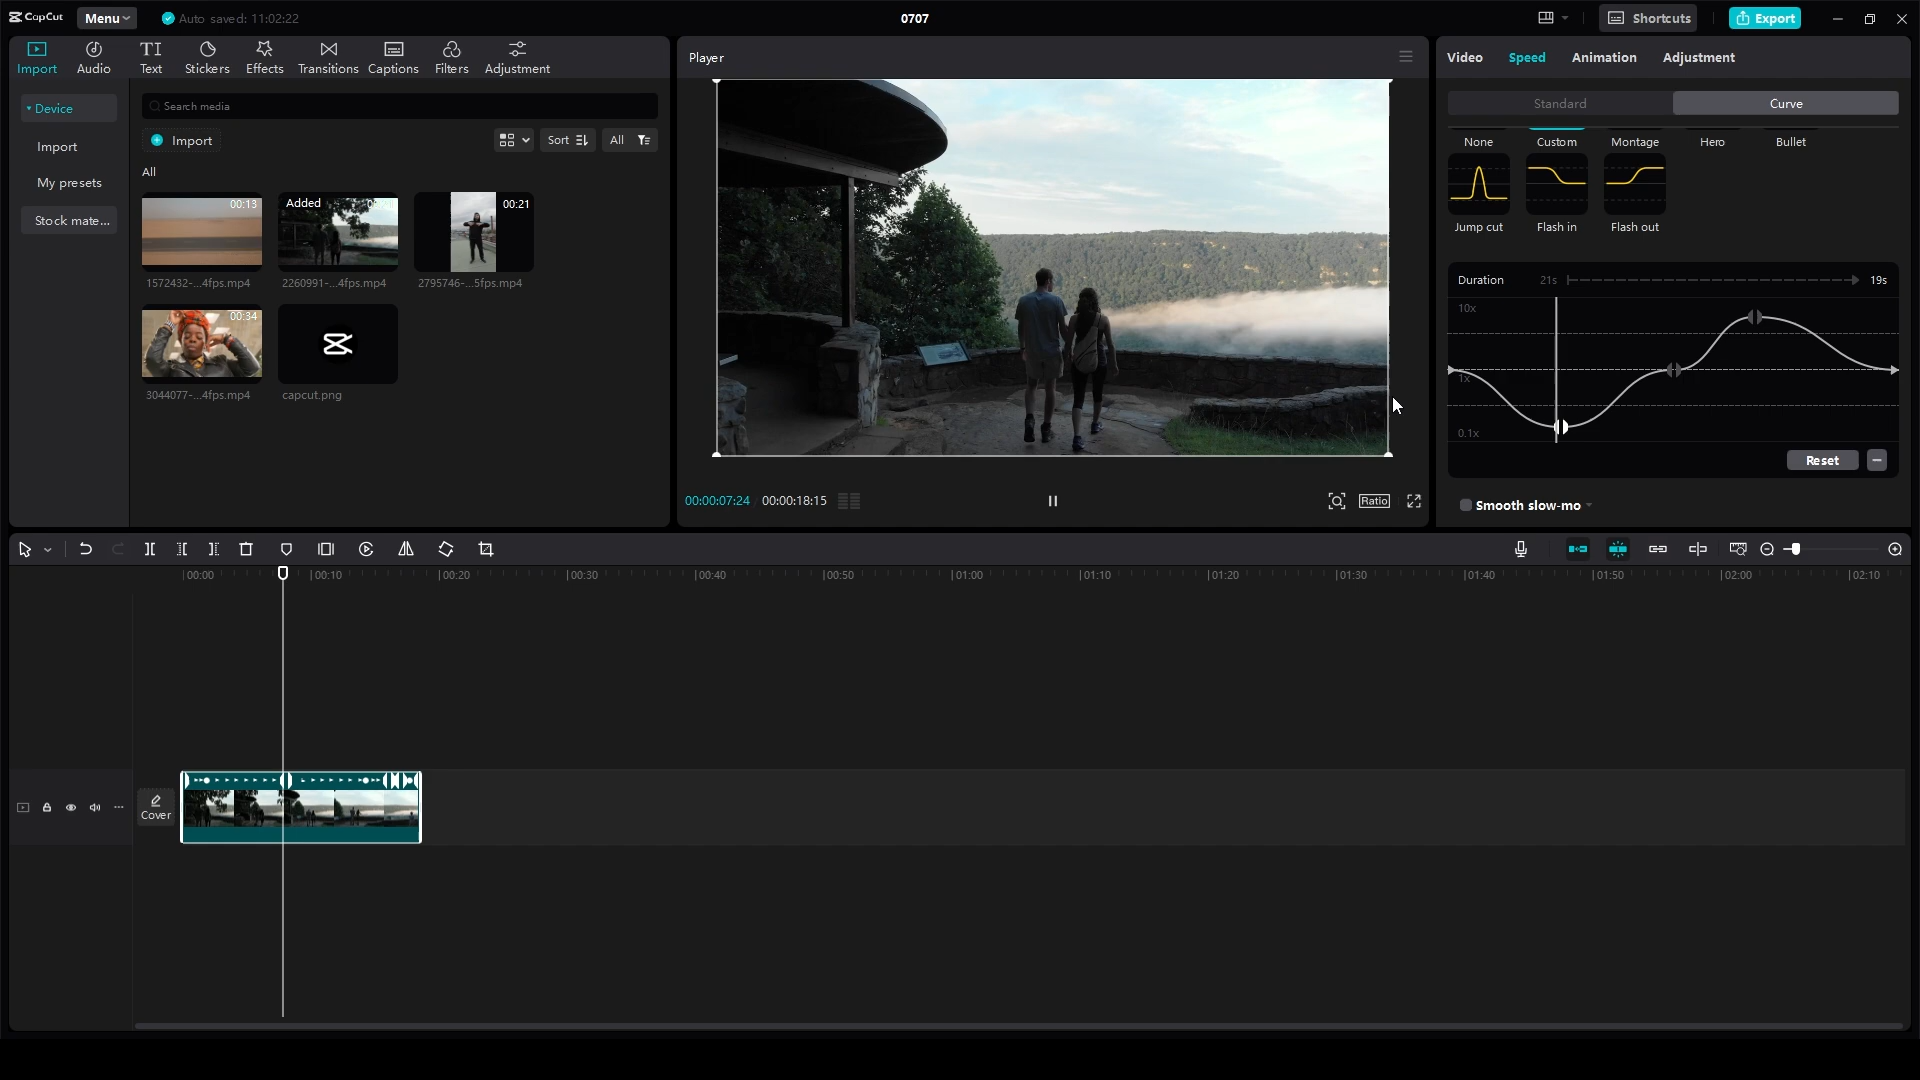 CapCut
Menu
Auto saved: 11:02:22
0707
Shortcuts
Export
Import
Audio
TI
Text
Stickers
Effects
Transitions
Captions
Filters
Adjustment
Device
Import
My presets
Stock mate...
Search media
Import
Sort
All
All
00:13
Added
00:21
1572432-...4fps.mp4
2260991-...4fps.mp4
2795746-...5fps.mp4
00:34
3044077-...4fps.mp4
capcut.png
Player
00:00:07:24
00:00:18:15
Ratio
Video
Speed
Animation
Adjustment
Standard
Curve
None
Custom
Montage
Hero
Bullet
Jump cut
Flash in
Flash out
Duration
21s
19s
10x
1x
0.1x
Reset
Smooth slow-mo
00:00
00:10
00:20
00:30
00:40
00:50
01:00
01:10
01:20
01:30
01:40
01:50
02:00
02:10
Cover